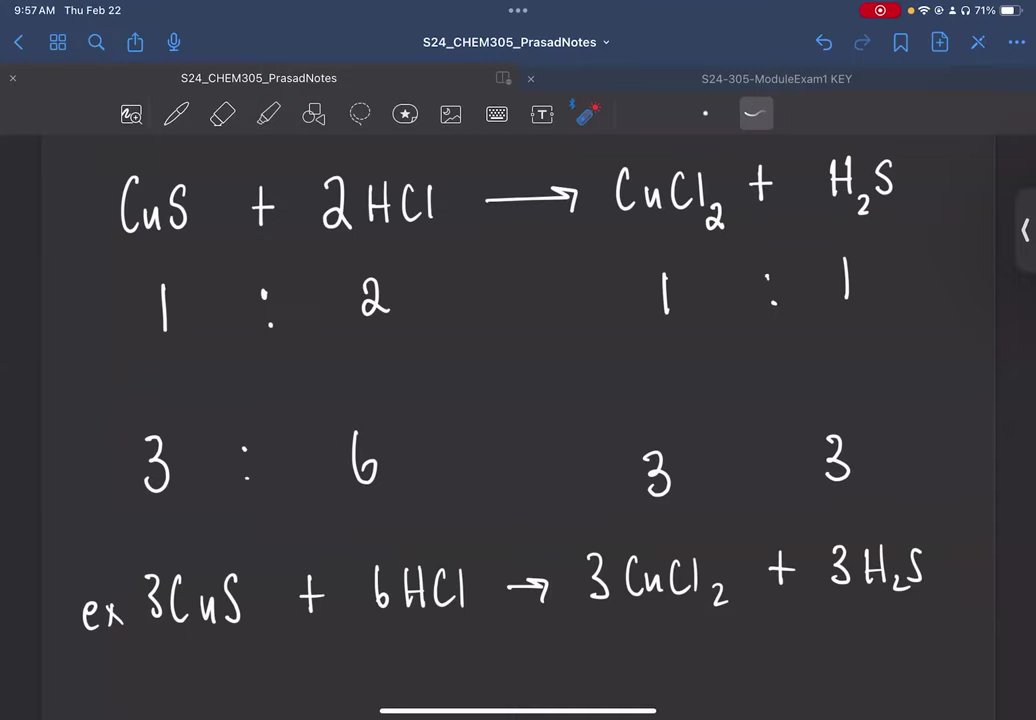 9:57 AM Thu Feb 22 71%
S24_CHEM305_PrasadNotes
S24_CHEM305_PrasadNotes S24-305-ModuleExam1 KEY
CuS + 2HCl ⟶ CuCl₂ + H₂S
1 : 2 1 : 1
3 : 6 3 3
ex 3CuS + 6HCl → 3CuCl₂ + 3H₂S